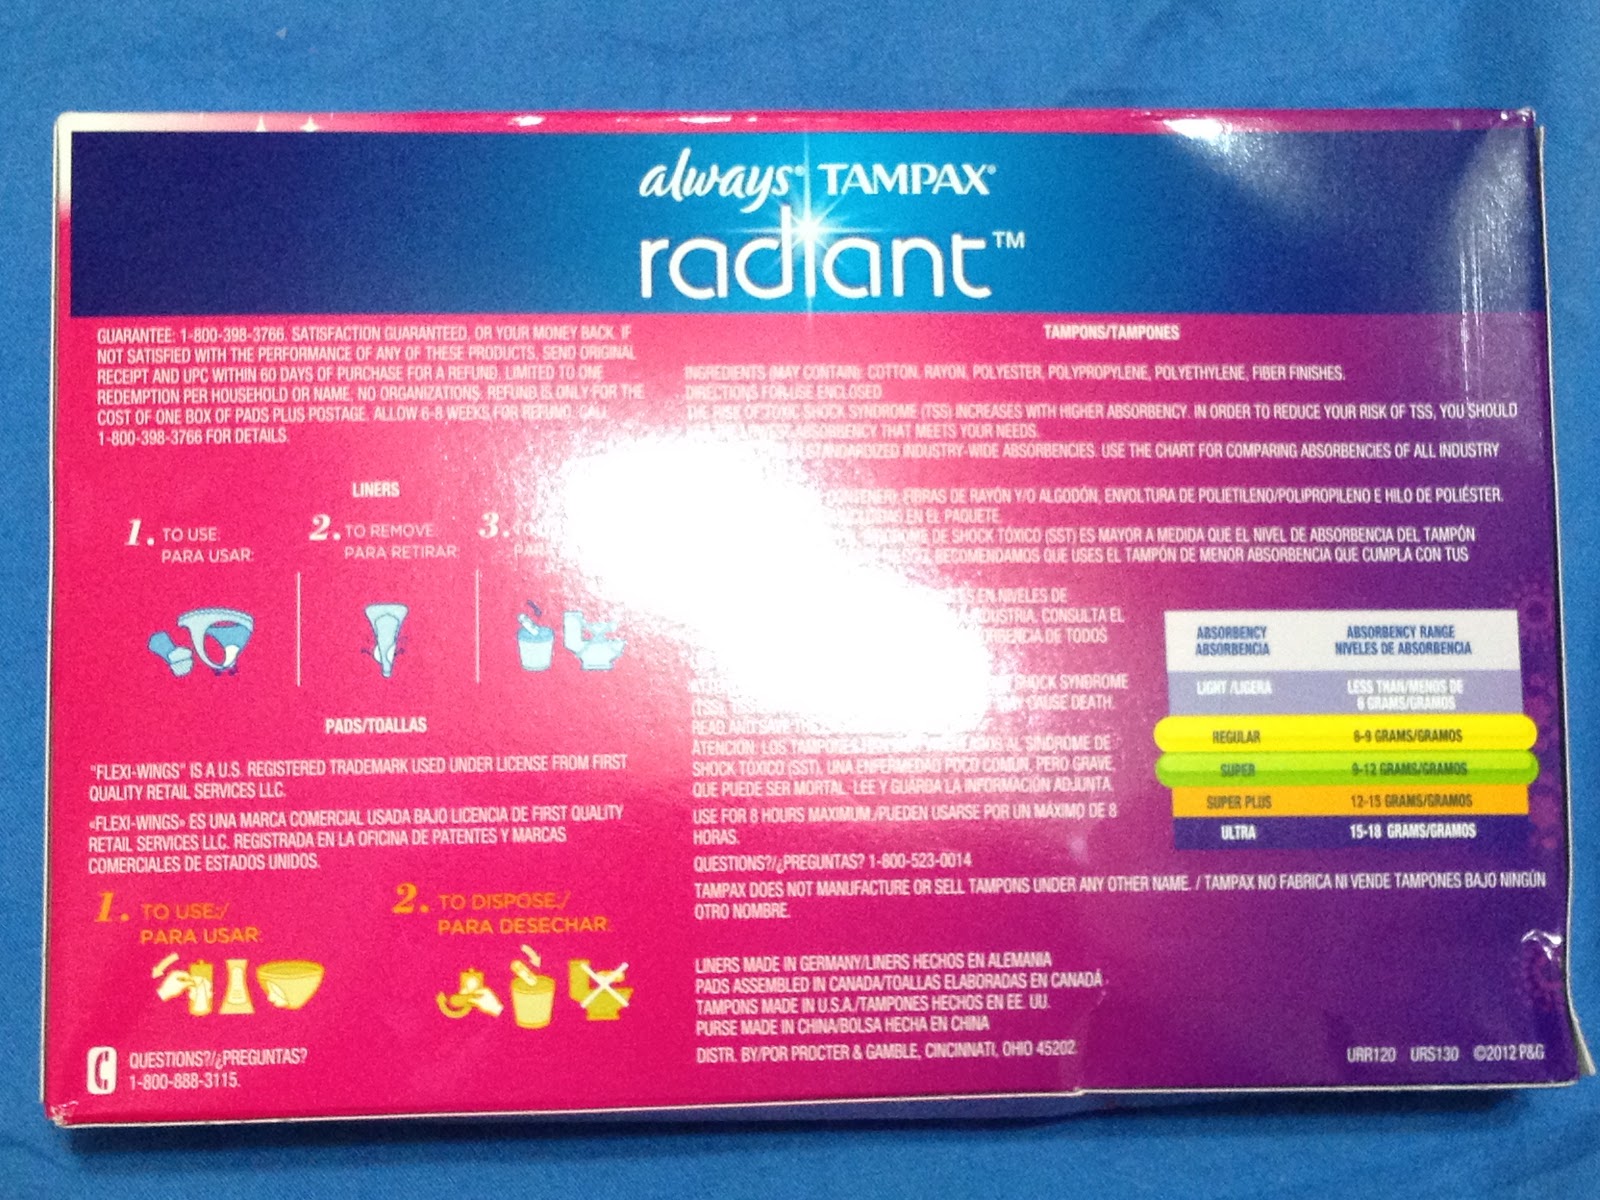 always® TAMPAX®
radiant™
GUARANTEE: 1-800-398-3766. SATISFACTION GUARANTEED, OR YOUR MONEY BACK. IF
NOT SATISFIED WITH THE PERFORMANCE OF ANY OF THESE PRODUCTS, SEND ORIGINAL
RECEIPT AND UPC WITHIN 60 DAYS OF PURCHASE FOR A REFUND. LIMITED TO ONE
REDEMPTION PER HOUSEHOLD OR NAME, NO ORGANIZATIONS. REFUND IS ONLY FOR THE
COST OF ONE BOX OF PADS PLUS POSTAGE. ALLOW 6-8 WEEKS FOR REFUND. CALL
1-800-398-3766 FOR DETAILS.
LINERS
1. TO USE
PARA USAR:
2. TO REMOVE
PARA RETIRAR:
3.
PADS/TOALLAS
"FLEXI-WINGS" IS A U.S. REGISTERED TRADEMARK USED UNDER LICENSE FROM FIRST
QUALITY RETAIL SERVICES LLC.
«FLEXI-WINGS» ES UNA MARCA COMERCIAL USADA BAJO LICENCIA DE FIRST QUALITY
RETAIL SERVICES LLC. REGISTRADA EN LA OFICINA DE PATENTES Y MARCAS
COMERCIALES DE ESTADOS UNIDOS.
1. TO USE:/
PARA USAR:
2. TO DISPOSE:/
PARA DESECHAR:
QUESTIONS?/¿PREGUNTAS?
1-800-888-3115.
TAMPONS/TAMPONES
INGREDIENTS (MAY CONTAIN): COTTON, RAYON, POLYESTER, POLYPROPYLENE, POLYETHYLENE, FIBER FINISHES.
DIRECTIONS FOR USE ENCLOSED
THE RISK OF TOXIC SHOCK SYNDROME (TSS) INCREASES WITH HIGHER ABSORBENCY. IN ORDER TO REDUCE YOUR RISK OF TSS, YOU SHOULD
ABSORBENCY THAT MEETS YOUR NEEDS.
STANDARDIZED INDUSTRY-WIDE ABSORBENCIES. USE THE CHART FOR COMPARING ABSORBENCIES OF ALL INDUSTRY
FIBRAS DE RAYÓN Y/O ALGODÓN, ENVOLTURA DE POLIETILENO/POLIPROPILENO E HILO DE POLIÉSTER.
EN EL PAQUETE.
DE SHOCK TÓXICO (SST) ES MAYOR A MEDIDA QUE EL NIVEL DE ABSORBENCIA DEL TAMPÓN
RECOMENDAMOS QUE USES EL TAMPÓN DE MENOR ABSORBENCIA QUE CUMPLA CON TUS
EN NIVELES DE
INDUSTRIA. CONSULTA EL
DE TODOS
SHOCK SYNDROME
CAUSE DEATH.
READ AND SAVE
ATENCIÓN: LOS TAMPONES AL SÍNDROME DE
SHOCK TÓXICO (SST), UNA ENFERMEDAD POCO COMÚN, PERO GRAVE,
QUE PUEDE SER MORTAL. LEE Y GUARDA LA INFORMACIÓN ADJUNTA.
USE FOR 8 HOURS MAXIMUM./PUEDEN USARSE POR UN MÁXIMO DE 8
HORAS.
QUESTIONS?/¿PREGUNTAS? 1-800-523-0014
TAMPAX DOES NOT MANUFACTURE OR SELL TAMPONS UNDER ANY OTHER NAME. / TAMPAX NO FABRICA NI VENDE TAMPONES BAJO NINGÚN
OTRO NOMBRE.
ABSORBENCY ABSORBENCY RANGE
ABSORBENCIA NIVELES DE ABSORBENCIA
LIGHT /LIGERA LESS THAN/MENOS DE
6 GRAMS/GRAMOS
REGULAR 6-9 GRAMS/GRAMOS
SUPER 9-12 GRAMS/GRAMOS
SUPER PLUS 12-15 GRAMS/GRAMOS
ULTRA 15-18 GRAMS/GRAMOS
LINERS MADE IN GERMANY/LINERS HECHOS EN ALEMANIA
PADS ASSEMBLED IN CANADA/TOALLAS ELABORADAS EN CANADÁ
TAMPONS MADE IN U.S.A./TAMPONES HECHOS EN EE. UU.
PURSE MADE IN CHINA/BOLSA HECHA EN CHINA
DISTR. BY/POR PROCTER & GAMBLE, CINCINNATI, OHIO 45202.
URR120 URS130 ©2012 P&G